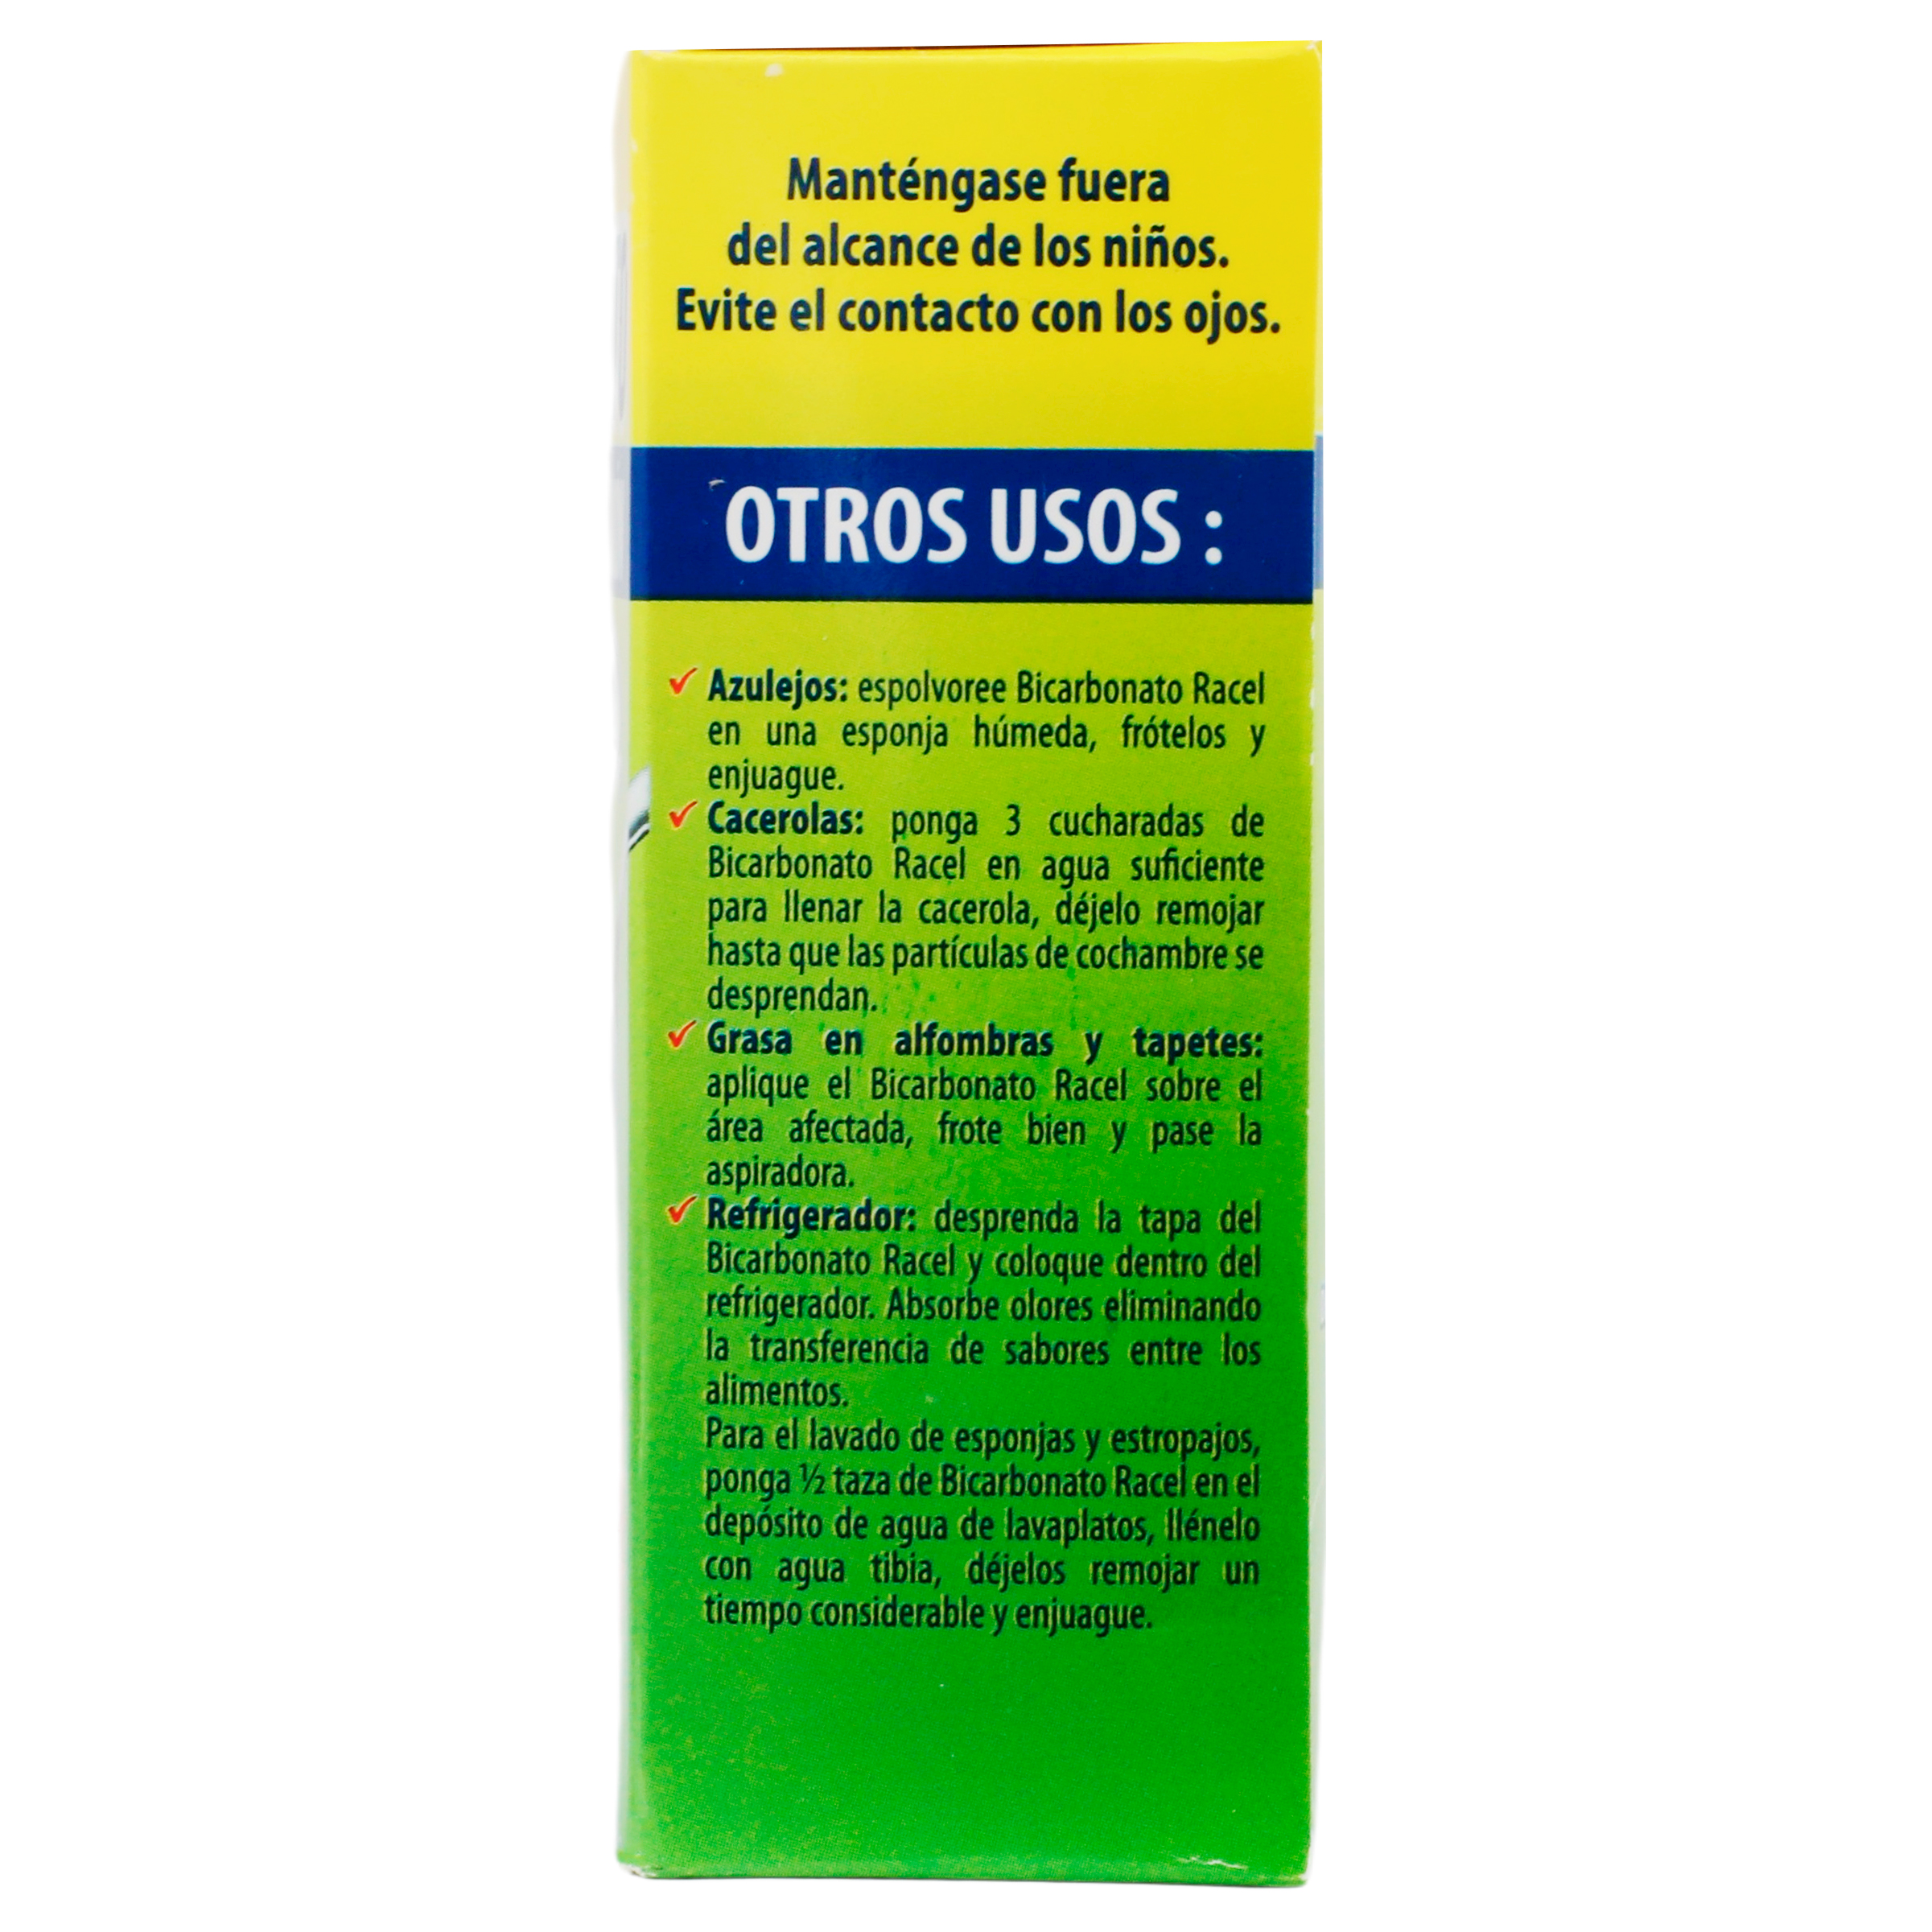 Manténgase fuera
del alcance de los niños.
Evite el contacto con los ojos.
OTROS USOS :
Azulejos: espolvoree Bicarbonato Racel
en una esponja húmeda, frótelos y
enjuague.
Cacerolas: ponga 3 cucharadas de
Bicarbonato Racel en agua suficiente
para llenar la cacerola, déjelo remojar
hasta que las partículas de cochambre se
desprendan.
Grasa en alfombras y tapetes:
aplique el Bicarbonato Racel sobre el
área afectada, frote bien y pase la
aspiradora.
Refrigerador: desprenda la tapa del
Bicarbonato Racel y coloque dentro del
refrigerador. Absorbe olores eliminando
la transferencia de sabores entre los
alimentos.
Para el lavado de esponjas y estropajos,
ponga ½ taza de Bicarbonato Racel en el
depósito de agua de lavaplatos, llénelo
con agua tibia, déjelos remojar un
tiempo considerable y enjuague.